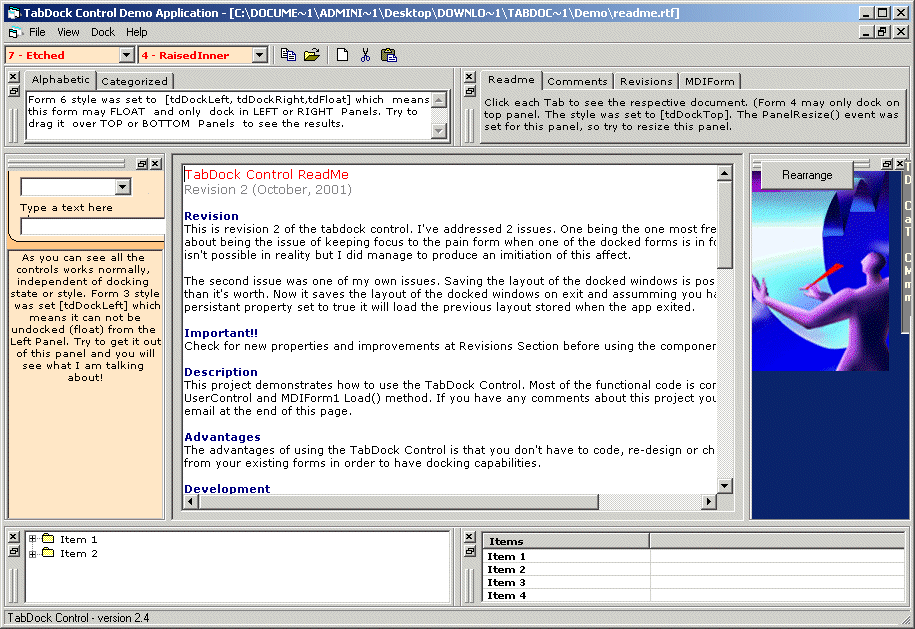 TabDock Control Demo Application - [C:\DOCUME~1\ADMINI~1\Desktop\DOWNLO~1\TABDOC~1\Demo\readme.rtf]
File View Dock Help
7 - Etched 4 - RaisedInner
Alphabetic Categorized
Form 6 style was set to [tdDockLeft, tdDockRight,tdFloat] which means
this form may FLOAT and only dock in LEFT or RIGHT Panels. Try to
drag it over TOP or BOTTOM Panels to see the results.
Readme Comments Revisions MDIForm
Click each Tab to see the respective document. (Form 4 may only dock on
top panel. The style was set to [tdDockTop]. The PanelResize() event was
set for this panel, so try to resize this panel.
Type a text here
As you can see all the
controls works normally,
independent of docking
state or style. Form 3 style
was set [tdDockLeft] which
means it can not be
undocked (float) from the
Left Panel. Try to get it out
of this panel and you will
see what I am talking
about!
TabDock Control ReadMe
Revision 2 (October, 2001)
Revision
This is revision 2 of the tabdock control. I've addressed 2 issues. One being the one most fre
about being the issue of keeping focus to the pain form when one of the docked forms is in fo
isn't possible in reality but I did manage to produce an imitiation of this affect.
The second issue was one of my own issues. Saving the layout of the docked windows is pos
than it's worth. Now it saves the layout of the docked windows on exit and assumming you ha
persistant property set to true it will load the previous layout stored when the app exited.
Important!!
Check for new properties and improvements at Revisions Section before using the componer
Description
This project demonstrates how to use the TabDock Control. Most of the functional code is cor
UserControl and MDIForm1 Load() method. If you have any comments about this project you
email at the end of this page.
Advantages
The advantages of using the TabDock Control is that you don't have to code, re-design or ch
from your existing forms in order to have docking capabilities.
Development
Rearrange
Item 1
Item 2
Items
Item 1
Item 2
Item 3
Item 4
TabDock Control - version 2.4